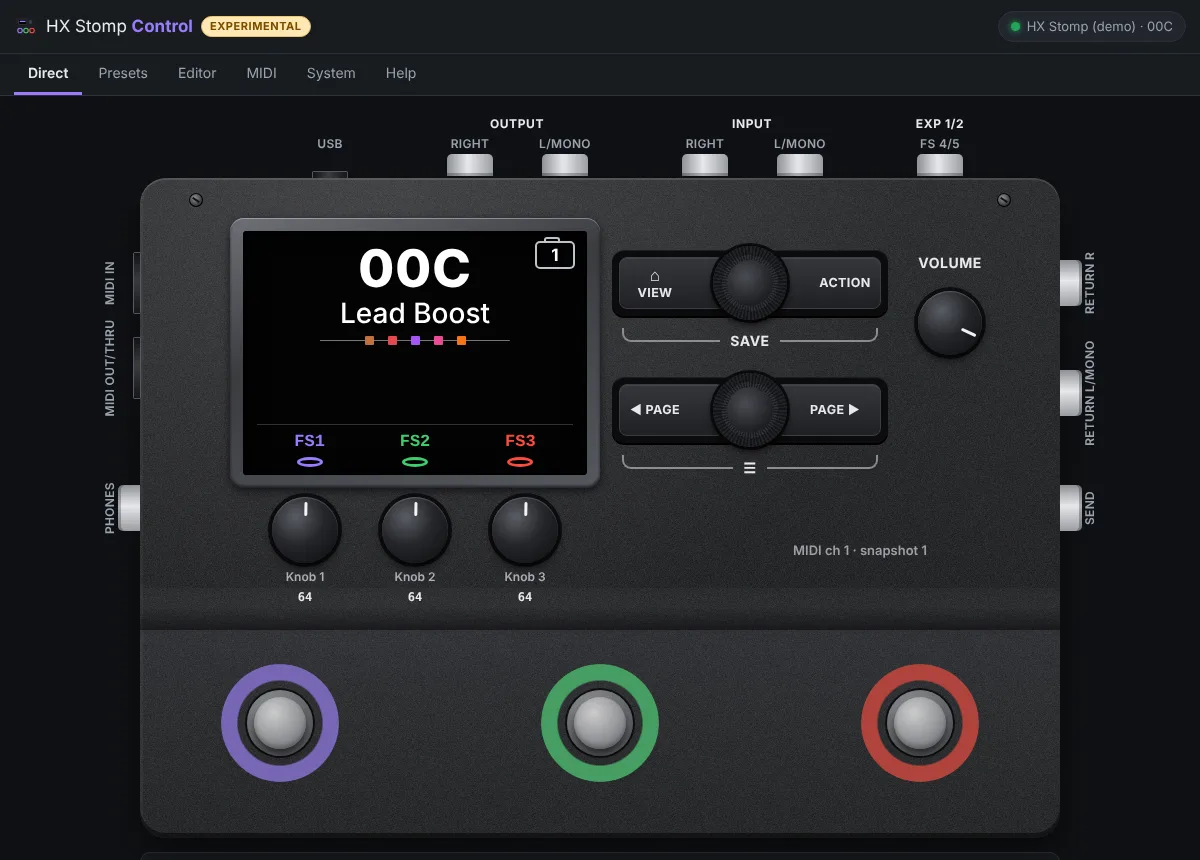 HX Stomp Control EXPERIMENTAL
HX Stomp (demo) · 00C
Direct Presets Editor MIDI System Help
OUTPUT INPUT EXP 1/2
USB RIGHT L/MONO RIGHT L/MONO FS 4/5
00C
1
Lead Boost
FS1 FS2 FS3
VIEW ACTION
SAVE
◀ PAGE PAGE ▶
VOLUME
MIDI IN
MIDI OUT/THRU
PHONES
RETURN R
RETURN L/MONO
SEND
Knob 1 Knob 2 Knob 3
64 64 64
MIDI ch 1 · snapshot 1